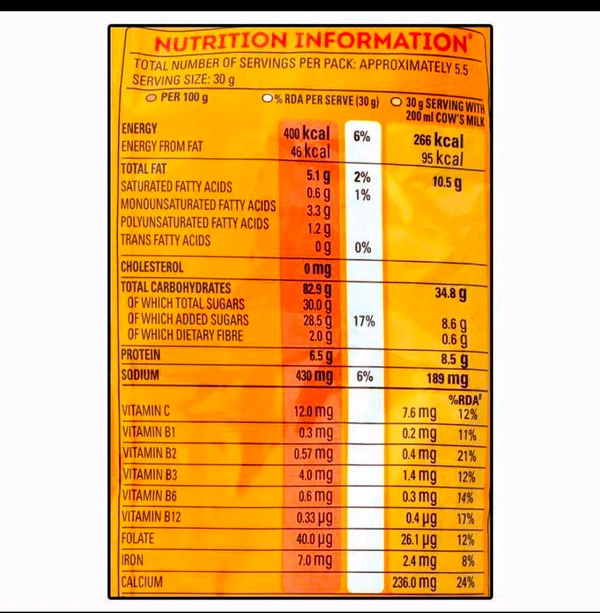 NUTRITION INFORMATION*
TOTAL NUMBER OF SERVINGS PER PACK: APPROXIMATELY 5.5
SERVING SIZE: 30 g
PER 100 g % RDA PER SERVE (30 g) 30 g SERVING WITH
200 ml COW'S MILK
ENERGY 400 kcal 6% 266 kcal
ENERGY FROM FAT 46 kcal 95 kcal
TOTAL FAT 5.1 g 2% 10.5 g
SATURATED FATTY ACIDS 0.6 g 1%
MONOUNSATURATED FATTY ACIDS 3.3 g
POLYUNSATURATED FATTY ACIDS 1.2 g
TRANS FATTY ACIDS 0 g 0%
CHOLESTEROL 0 mg
TOTAL CARBOHYDRATES 82.9 g 34.8 g
OF WHICH TOTAL SUGARS 30.0 g
OF WHICH ADDED SUGARS 28.5 g 17% 8.6 g
OF WHICH DIETARY FIBRE 2.0 g 0.6 g
PROTEIN 6.5 g 8.5 g
SODIUM 430 mg 6% 189 mg
%RDA#
VITAMIN C 12.0 mg 7.6 mg 12%
VITAMIN B1 0.3 mg 0.2 mg 11%
VITAMIN B2 0.57 mg 0.4 mg 21%
VITAMIN B3 4.0 mg 1.4 mg 12%
VITAMIN B6 0.6 mg 0.3 mg 14%
VITAMIN B12 0.33 µg 0.4 µg 17%
FOLATE 40.0 µg 26.1 µg 12%
IRON 7.0 mg 2.4 mg 8%
CALCIUM 236.0 mg 24%